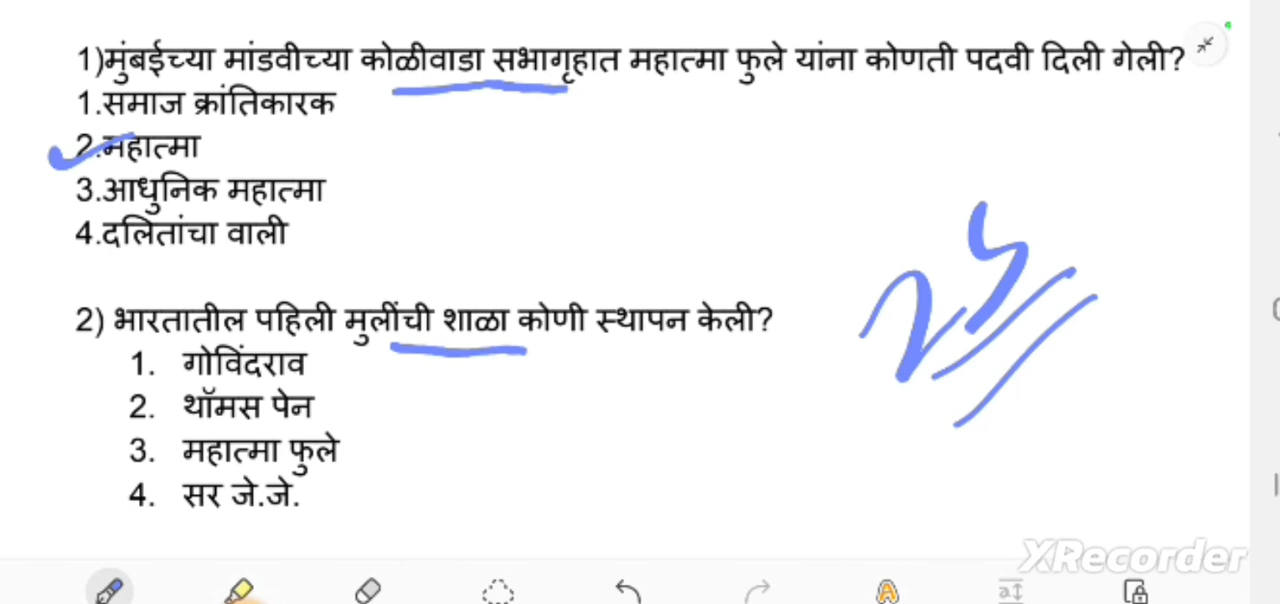 1)मुंबईच्या मांडवीच्या कोळीवाडा सभागृहात महात्मा फुले यांना कोणती पदवी दिली गेली?
1.समाज क्रांतिकारक
2.महात्मा
3.आधुनिक महात्मा
4.दलितांचा वाली
2) भारतातील पहिली मुलींची शाळा कोणी स्थापन केली?
1. गोविंदराव
2. थॉमस पेन
3. महात्मा फुले
4. सर जे.जे.
XRecorder